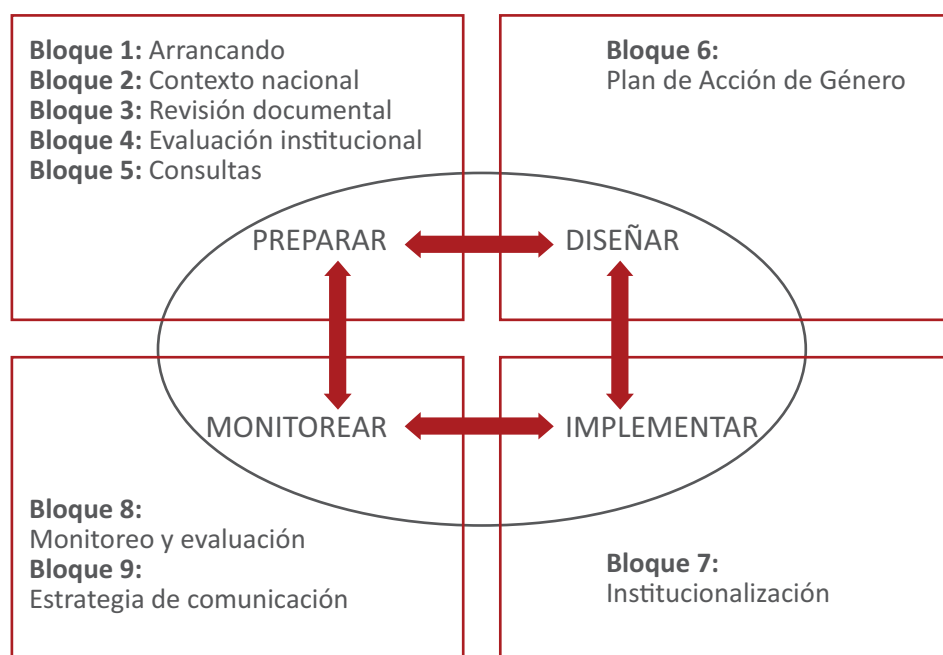 Bloque 1: Arrancando
Bloque 2: Contexto nacional
Bloque 3: Revisión documental
Bloque 4: Evaluación institucional
Bloque 5: Consultas
Bloque 6:
Plan de Acción de Género
PREPARAR
DISEÑAR
MONITOREAR
IMPLEMENTAR
Bloque 8:
Monitoreo y evaluación
Bloque 9:
Estrategia de comunicación
Bloque 7:
Institucionalización